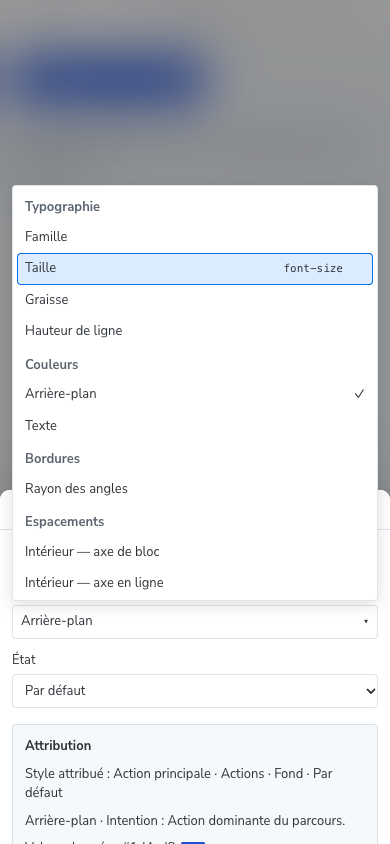 Typographie
Famille
Taille font-size
Graisse
Hauteur de ligne
Couleurs
Arrière-plan ✓
Texte
Bordures
Rayon des angles
Espacements
Intérieur — axe de bloc
Intérieur — axe en ligne
Arrière-plan
État
Par défaut
Attribution
Style attribué : Action principale · Actions · Fond · Par
défaut
Arrière-plan · Intention : Action dominante du parcours.